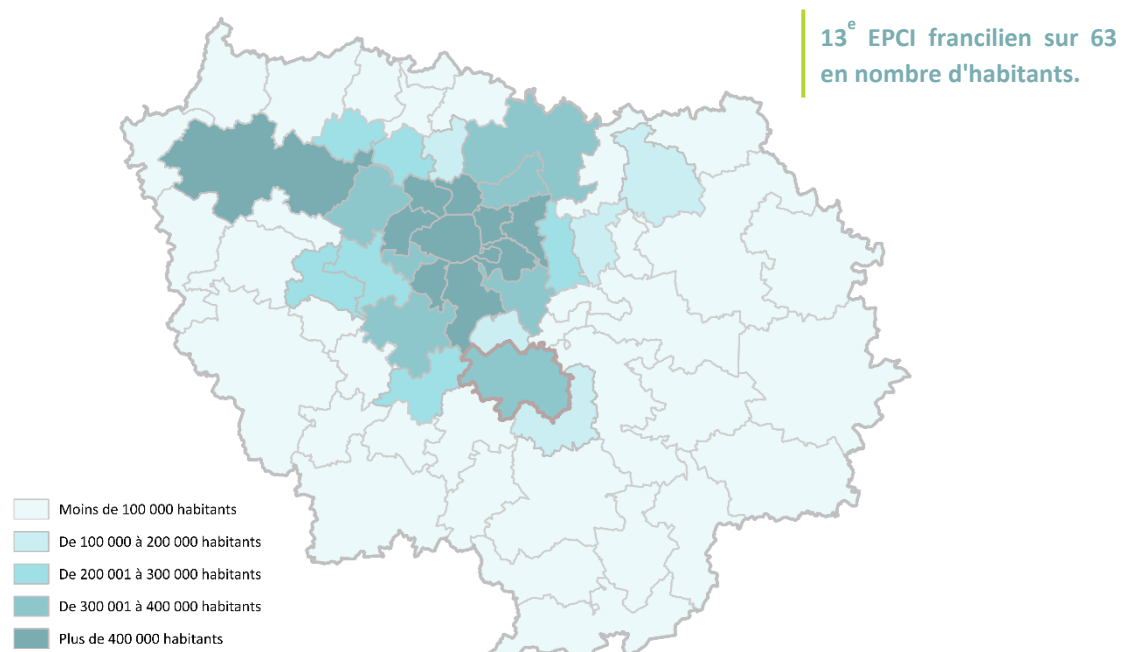 13e EPCI francilien sur 63
en nombre d'habitants.
Moins de 100 000 habitants
De 100 000 à 200 000 habitants
De 200 001 à 300 000 habitants
De 300 001 à 400 000 habitants
Plus de 400 000 habitants